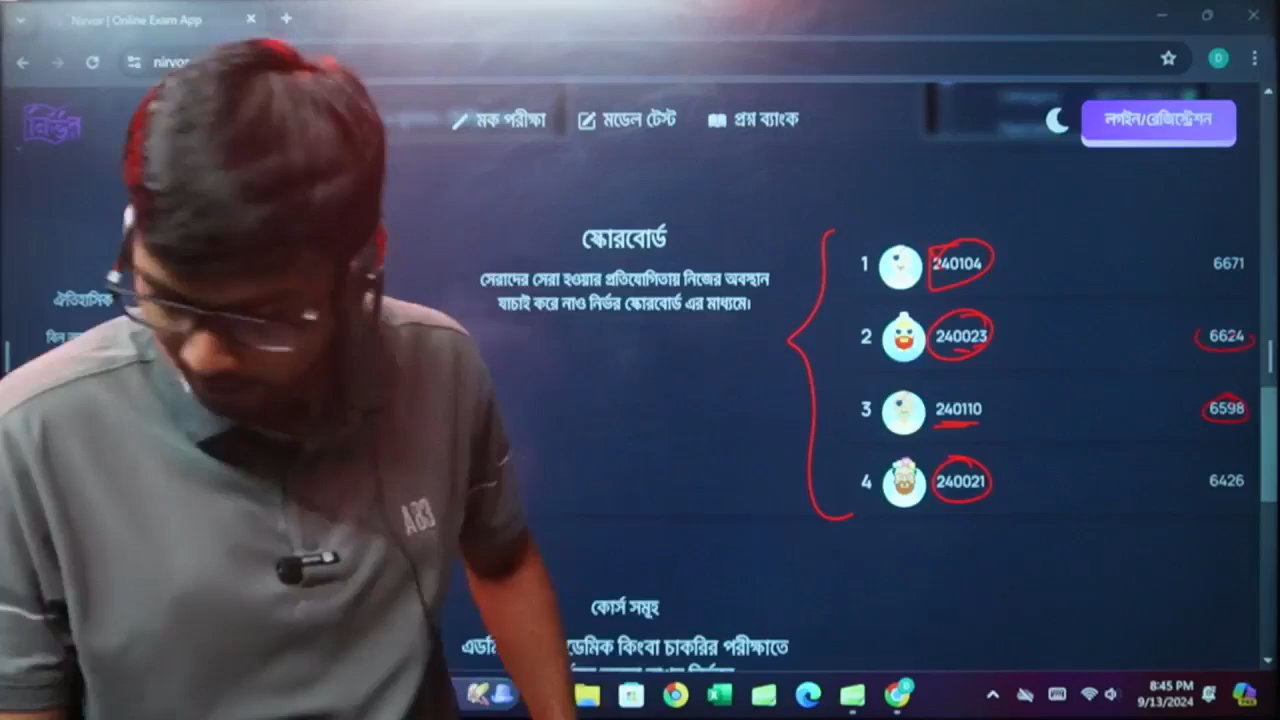 Nirvor | Online Exam App
nirvor
নির্ভর
মক পরীক্ষা
মডেল টেস্ট
প্রশ্ন ব্যাংক
লগইন/রেজিস্ট্রেশন
D
ঐতিহাসিক
স্কোরবোর্ড
সেরাদের সেরা হওয়ার প্রতিযোগিতায় নিজের অবস্থান
যাচাই করে নাও নির্ভর স্কোরবোর্ড এর মাধ্যমে।
1 240104 6671
2 240023 6624
3 240110 6598
4 240021 6426
কোর্স সমূহ
কিংবা চাকরির পরীক্ষাতে
8:45 PM
9/13/2024